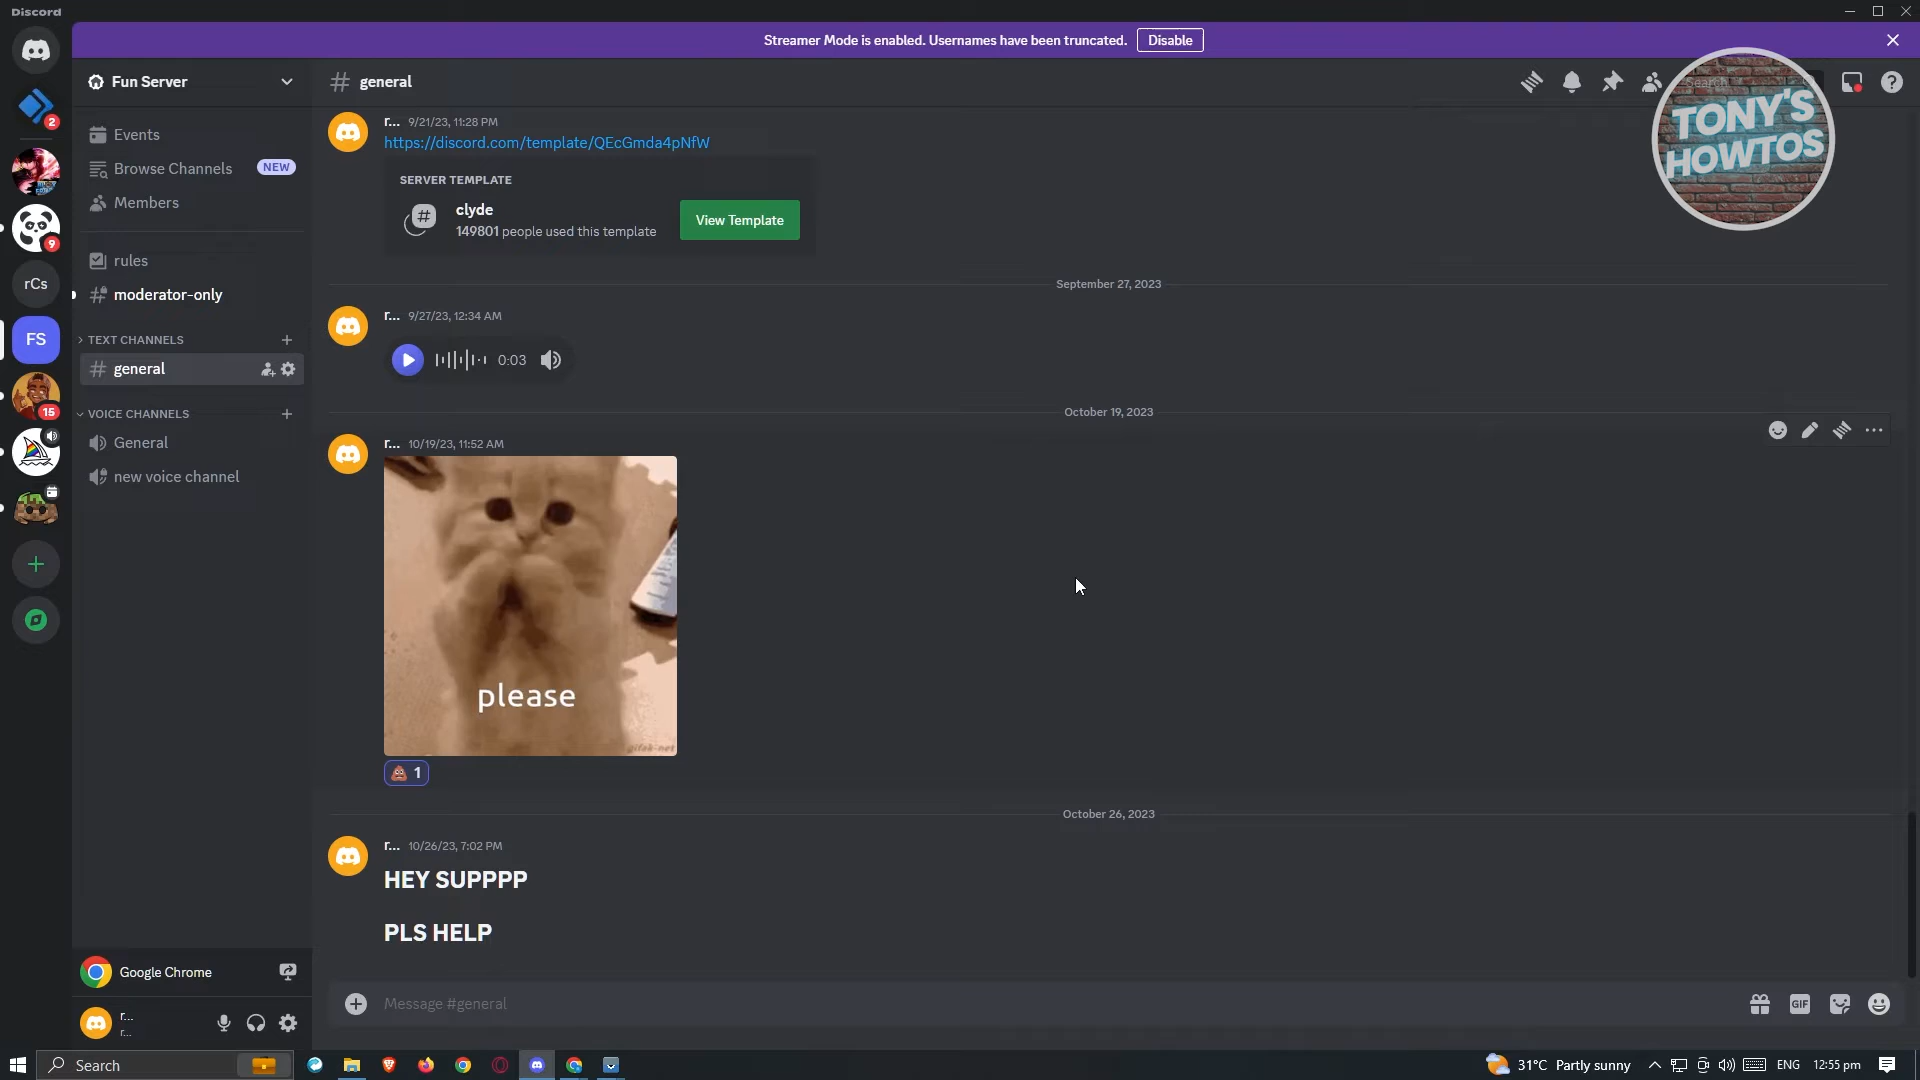 Discord
Streamer Mode is enabled. Usernames have been truncated. Disable
Fun Server
general
Search
TONY'S
HOWTOS
2
Events
Browse Channels NEW
Members
r... 9/21/23, 11:28 PM
https://discord.com/template/QEcGmda4pNfW
SERVER TEMPLATE
clyde
149801 people used this template
View Template
9
rules
rCs
moderator-only
September 27, 2023
r... 9/27/23, 12:34 AM
FS
TEXT CHANNELS
general
0:03
15
VOICE CHANNELS
General
new voice channel
October 19, 2023
r... 10/19/23, 11:52 AM
please
gifak-net
1
October 26, 2023
r... 10/26/23, 7:02 PM
HEY SUPPPP
PLS HELP
Google Chrome
Message #general
GIF
r...
r...
Search
31°C Partly sunny
ENG
12:55 pm